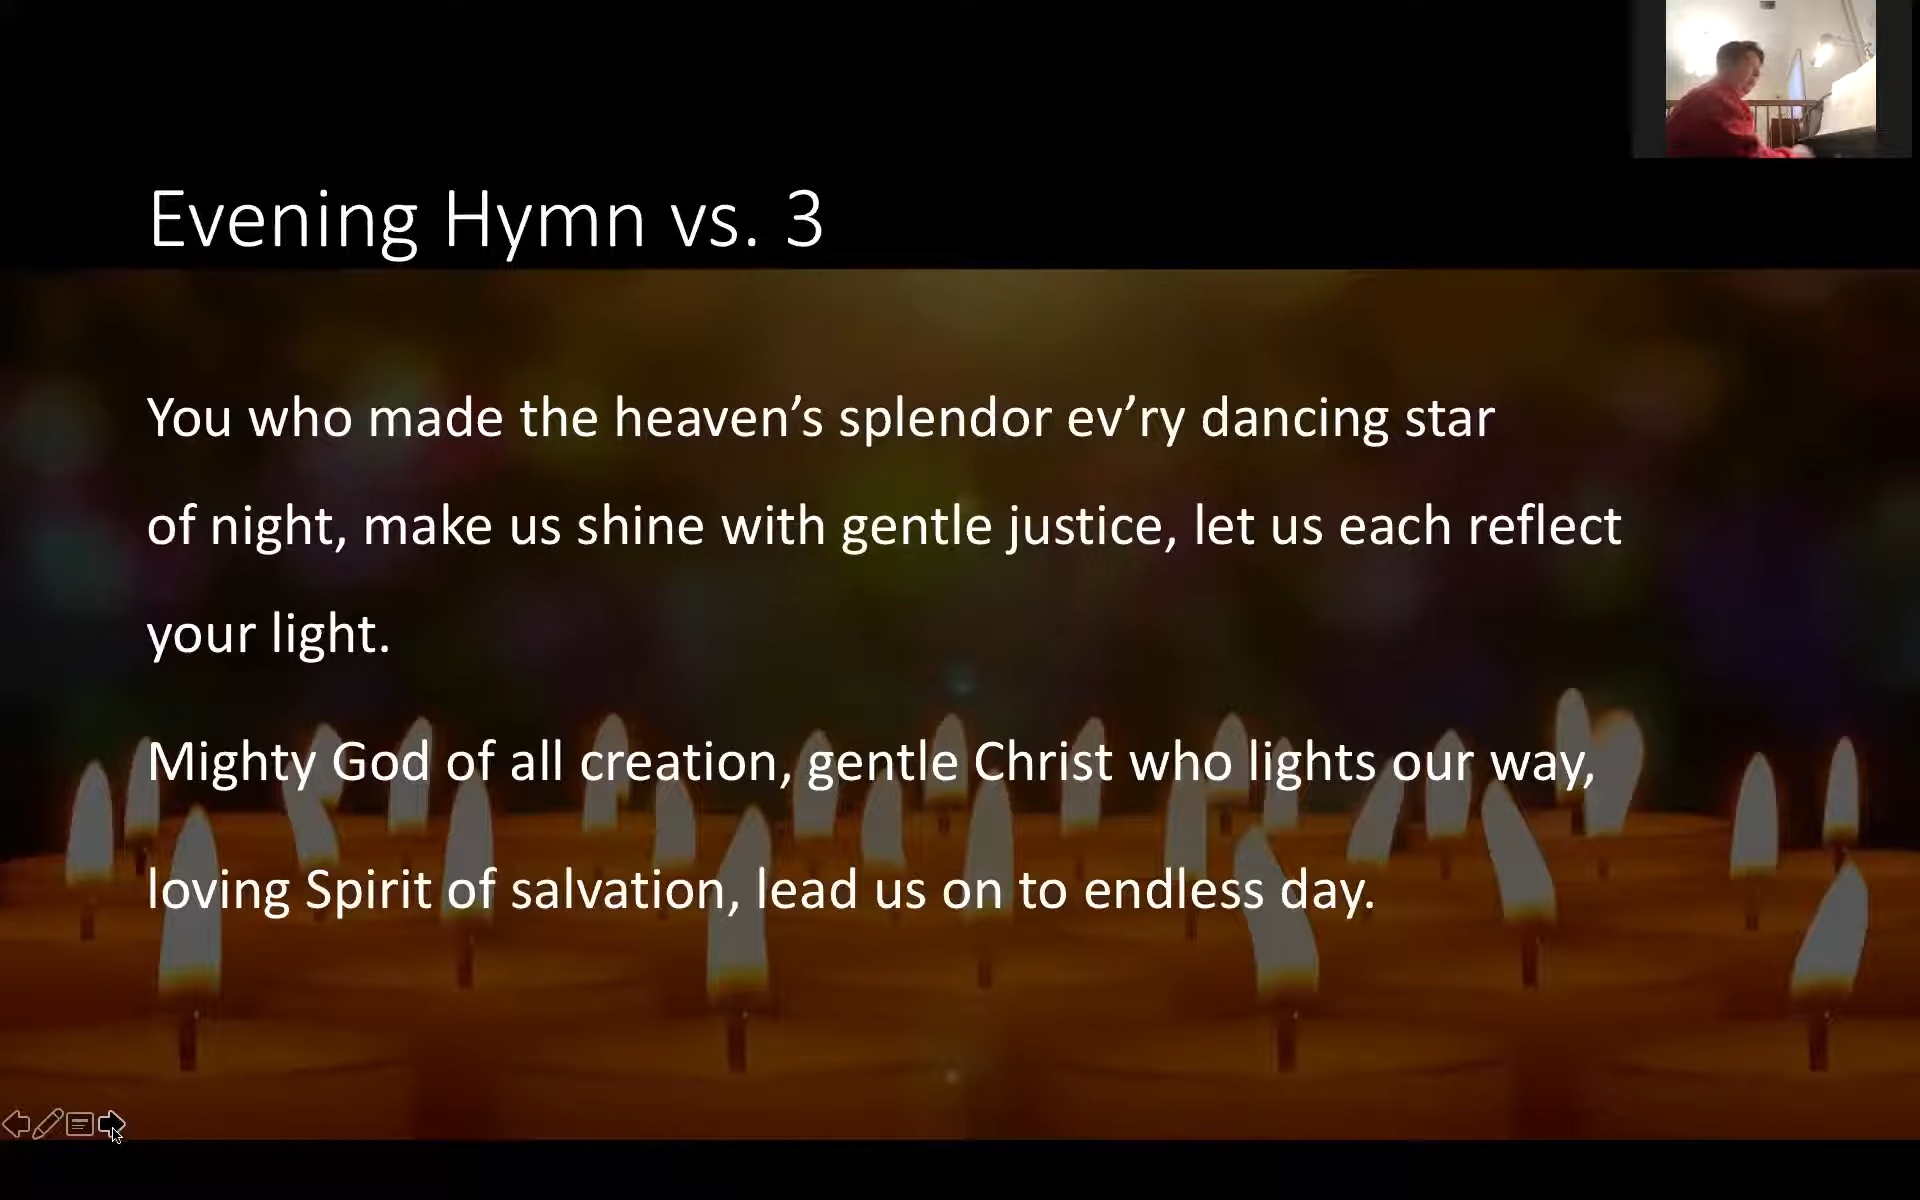 Evening Hymn vs. 3
You who made the heaven’s splendor ev’ry dancing star
of night, make us shine with gentle justice, let us each reflect
your light.
Mighty God of all creation, gentle Christ who lights our way,
loving Spirit of salvation, lead us on to endless day.